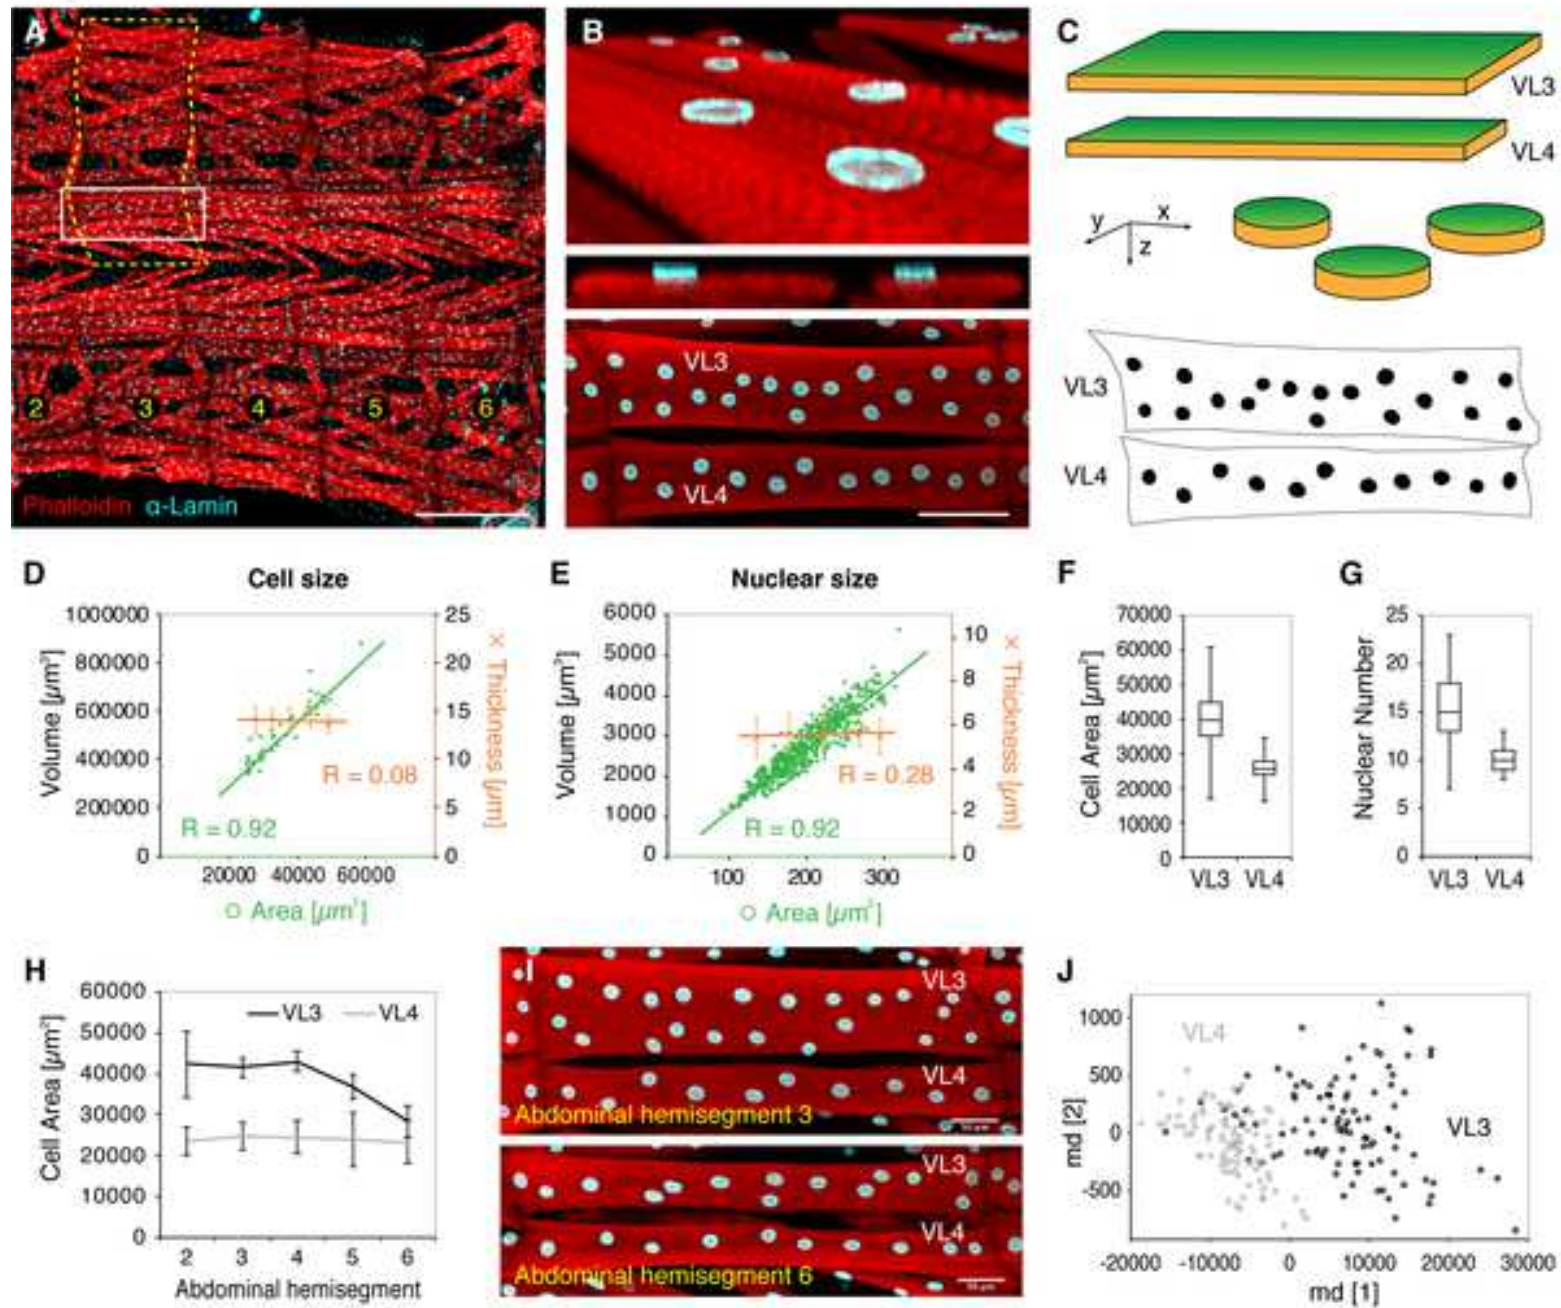 A
2
3
4
5
6
Phalloidin α-Lamin
B
VL3
VL4
C
VL3
VL4
y
x
z
VL3
VL4
D
Cell size
Volume [µm³]
1000000
800000
600000
400000
200000
0
25
20
15
10
5
0
× Thickness [µm]
R = 0.08
R = 0.92
20000 40000 60000
○ Area [µm²]
E
Nuclear size
Volume [µm³]
6000
5000
4000
3000
2000
1000
0
10
8
6
4
2
0
× Thickness [µm]
R = 0.28
R = 0.92
100 200 300
○ Area [µm²]
F
Cell Area [µm²]
70000
60000
50000
40000
30000
20000
10000
0
VL3 VL4
G
Nuclear Number
25
20
15
10
5
0
VL3 VL4
H
Cell Area [µm²]
60000
50000
40000
30000
20000
10000
0
VL3 VL4
2 3 4 5 6
Abdominal hemisegment
I
VL3
VL4
Abdominal hemisegment 3
VL3
VL4
Abdominal hemisegment 6
J
md [2]
1000
500
0
-500
VL4
VL3
-20000 -10000 0 10000 20000 30000
md [1]